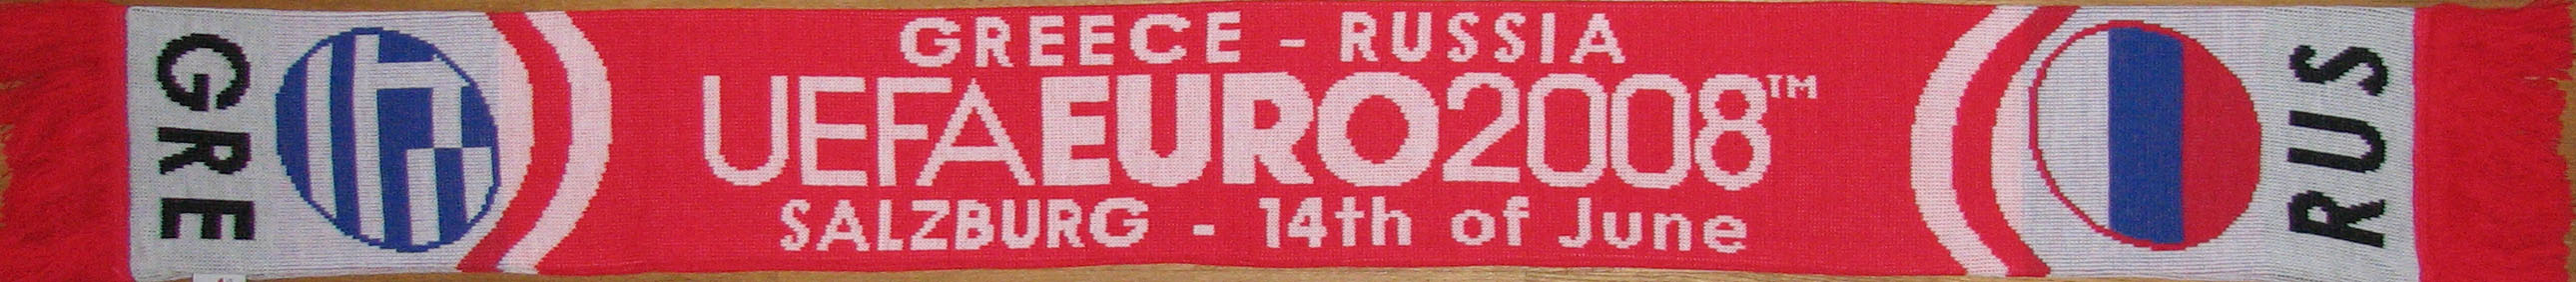 GRE
GREECE - RUSSIA
UEFAEURO2008™
SALZBURG - 14th of June
RUS